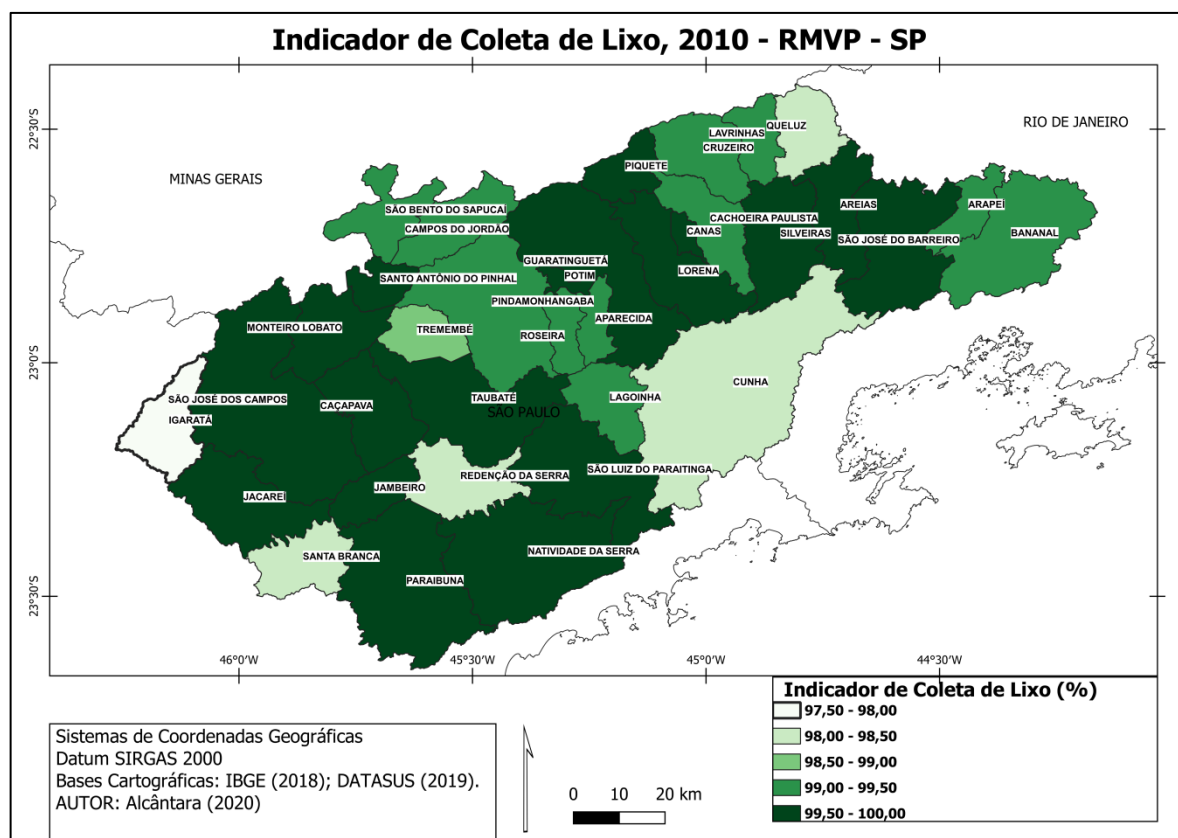 Indicador de Coleta de Lixo, 2010 - RMVP - SP
22°30'S
23°00'S
23°30'S
46°0'W
45°30'W
45°0'W
44°30'W
MINAS GERAIS
RIO DE JANEIRO
SÃO PAULO
QUELUZ
LAVRINHAS
CRUZEIRO
PIQUETE
SÃO BENTO DO SAPUCAÍ
CAMPOS DO JORDÃO
CACHOEIRA PAULISTA
CANAS
SILVEIRAS
AREIAS
SÃO JOSÉ DO BARREIRO
ARAPEÍ
BANANAL
GUARATINGUETÁ
POTIM
LORENA
SANTO ANTÔNIO DO PINHAL
PINDAMONHANGABA
APARECIDA
MONTEIRO LOBATO
TREMEMBÉ
ROSEIRA
CUNHA
SÃO JOSÉ DOS CAMPOS
CAÇAPAVA
TAUBATÉ
LAGOINHA
IGARATÁ
SÃO LUIZ DO PARAITINGA
REDENÇÃO DA SERRA
JAMBEIRO
JACAREÍ
SANTA BRANCA
NATIVIDADE DA SERRA
PARAIBUNA
Sistemas de Coordenadas Geográficas
Datum SIRGAS 2000
Bases Cartográficas: IBGE (2018); DATASUS (2019).
AUTOR: Alcântara (2020)
0 10 20 km
Indicador de Coleta de Lixo (%)
97,50 - 98,00
98,00 - 98,50
98,50 - 99,00
99,00 - 99,50
99,50 - 100,00